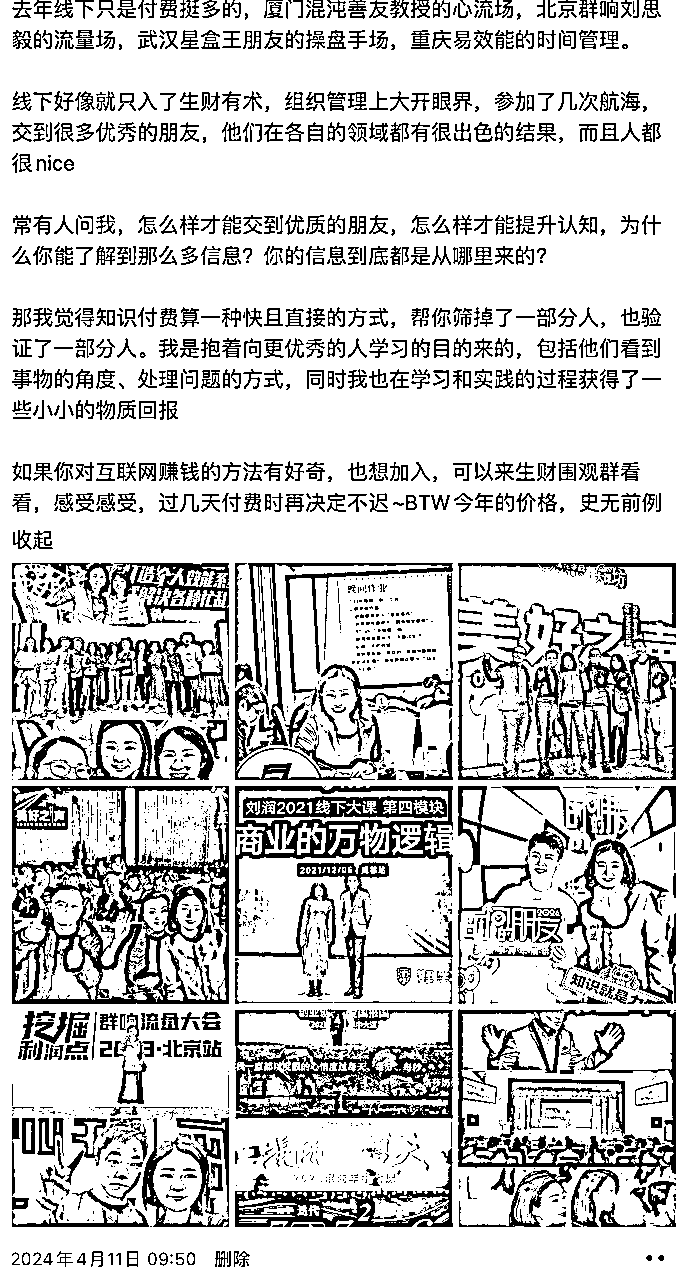 去年线下只是付费挺多的，厦门混沌善友教授的心流场，北京群响刘思
毅的流量场，武汉星盒王朋友的操盘手场，重庆易效能的时间管理。
线下好像就只入了生财有术，组织管理上大开眼界，参加了几次航海，
交到很多优秀的朋友，他们在各自的领域都有很出色的结果，而且人都
很nice
常有人问我，怎么样才能交到优质的朋友，怎么样才能提升认知，为什
么你能了解到那么多信息？你的信息到底都是从哪里来的？
那我觉得知识付费算一种快且直接的方式，帮你筛掉了一部分人，也验
证了一部分人。我是抱着向更优秀的人学习的目的来的，包括他们看到
事物的角度、处理问题的方式，同时我也在学习和实践的过程获得了一
些小小的物质回报
如果你对互联网赚钱的方法有好奇，也想加入，可以来生财围观群看
看，感受感受，过几天付费时再决定不迟~BTW今年的价格，史无前例
收起
美好之
刘润2021线下大课 第四模块
商业的万物逻辑
朋友
知识就是
挖掘
利润点
群响流量大会
2023·北京站
2024年4月11日 09:50 删除